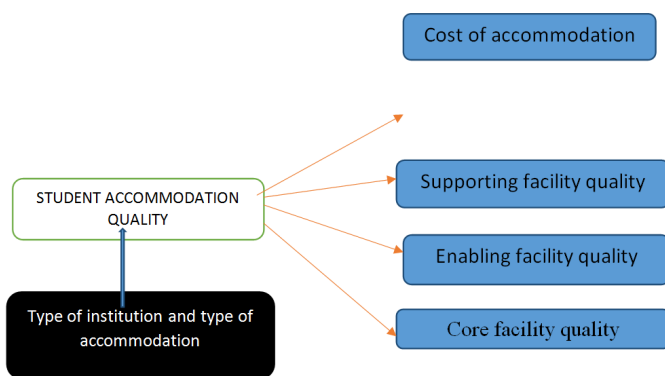 Cost of accommodation
Supporting facility quality
STUDENT ACCOMMODATION
QUALITY
Enabling facility quality
Type of institution and type of
accommodation
Core facility quality